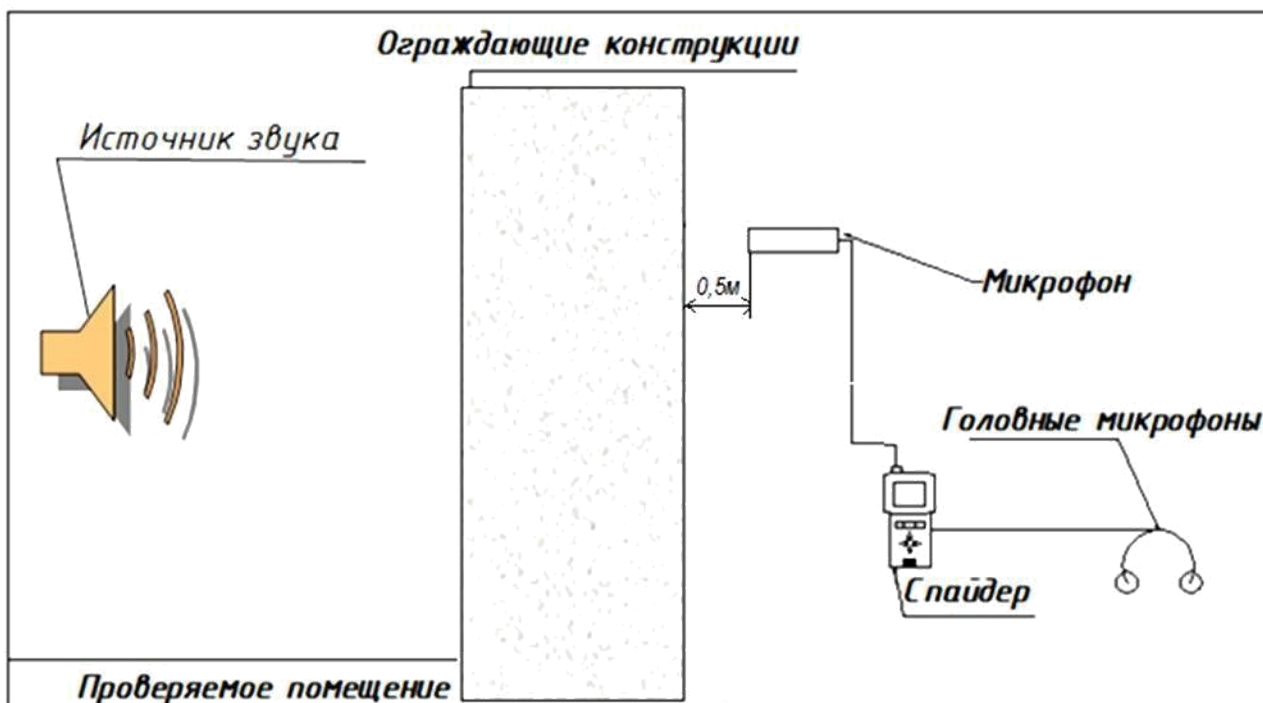 Ограждающие конструкции
Источник звука
0,5м
Микрофон
Головные микрофоны
Спайдер
Проверяемое помещение